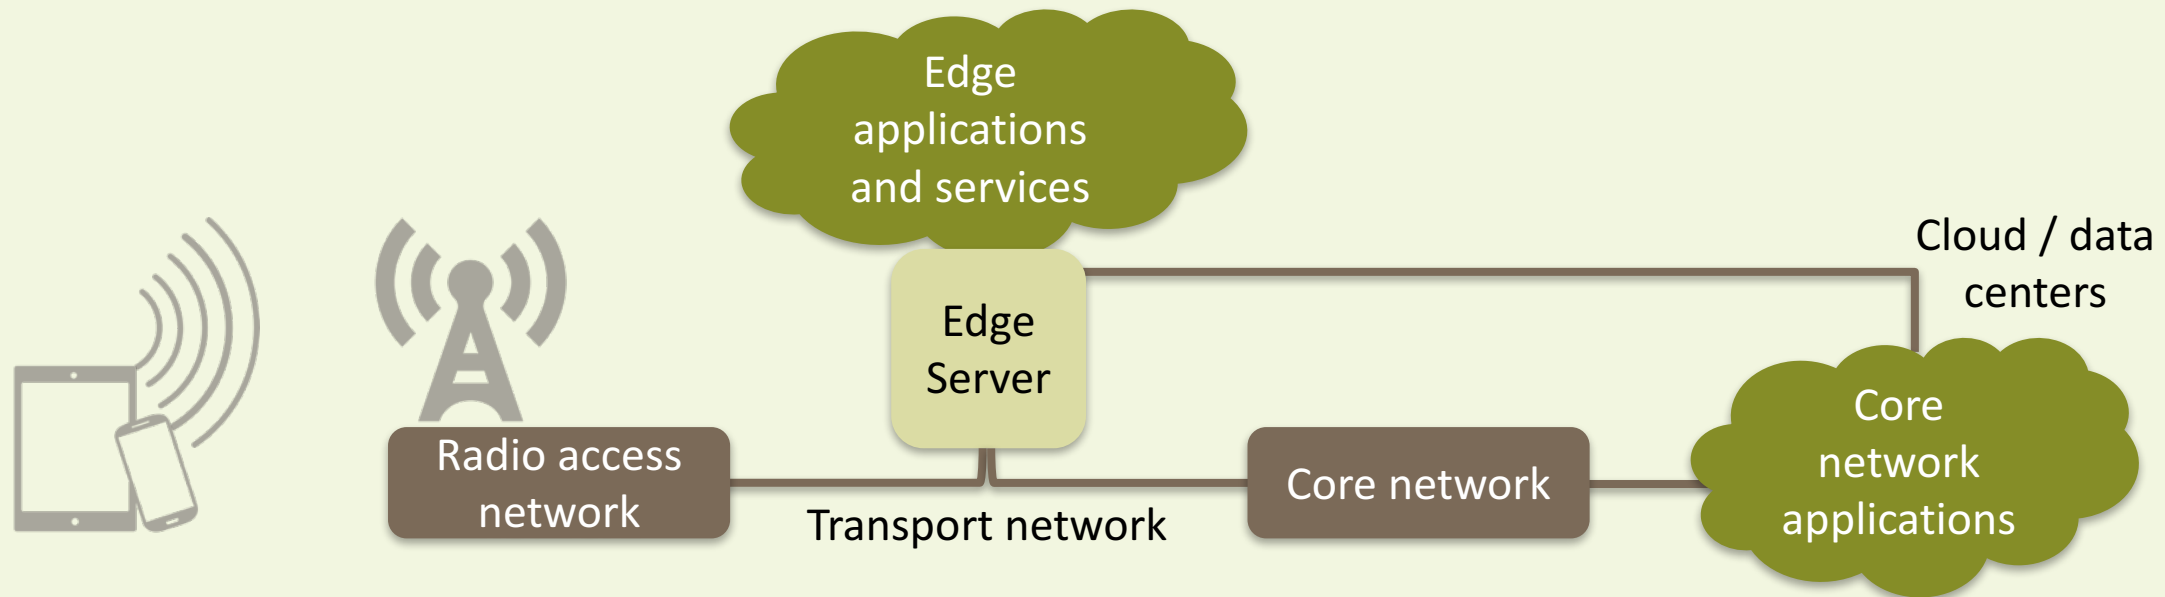 Edge
applications
and services
Cloud / data
centers
Edge
Server
Radio access
network
Transport network
Core network
Core
network
applications